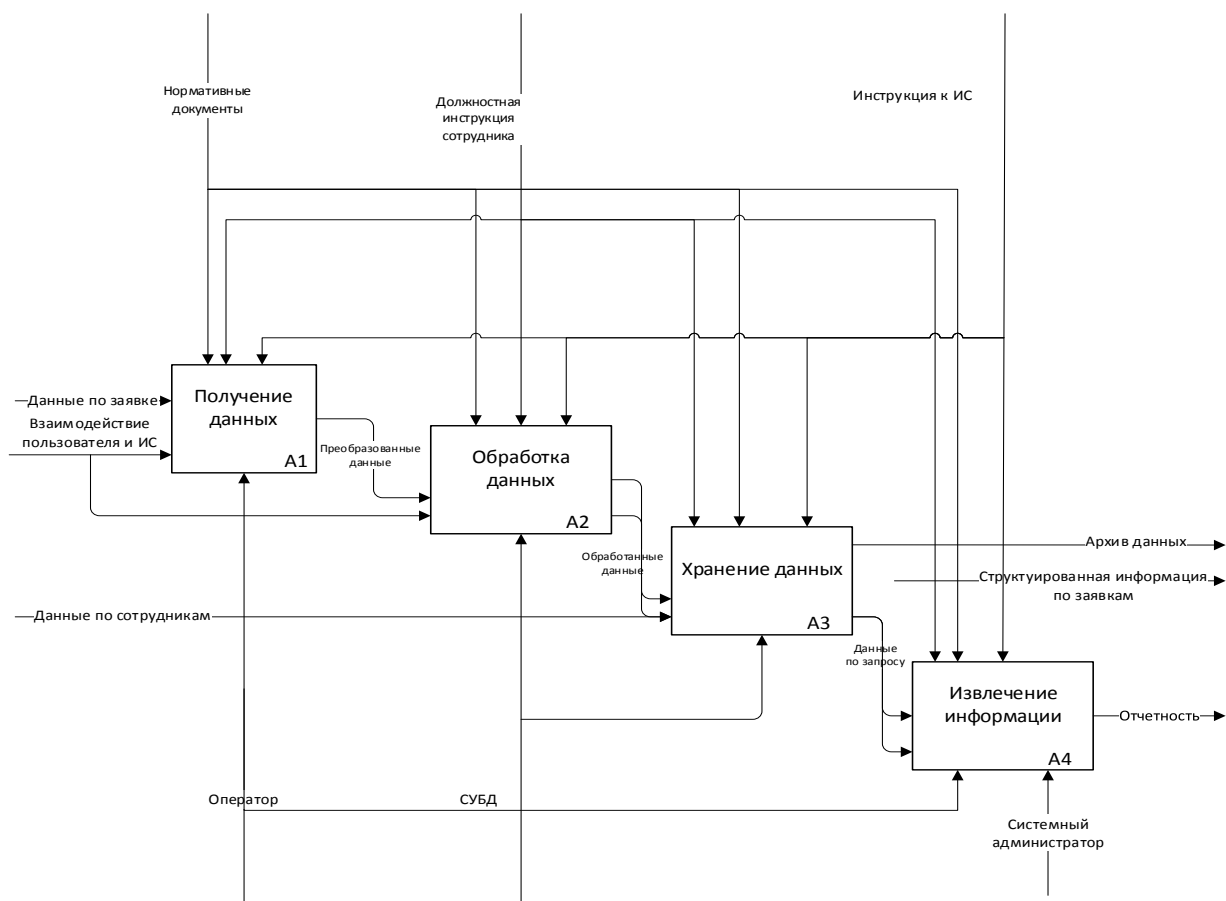 Нормативные
документы
Должностная
инструкция
сотрудника
Инструкция к ИС
Данные по заявке
Взаимодействие
пользователя и ИС
Получение
данных
A1
Преобразованные
данные
Обработка
данных
A2
Обработанные
данные
Данные по сотрудникам
Хранение данных
A3
Архив данных
Структуированная информация
по заявкам
Данные
по запросу
Извлечение
информации
A4
Отчетность
Оператор
СУБД
Системный
администратор